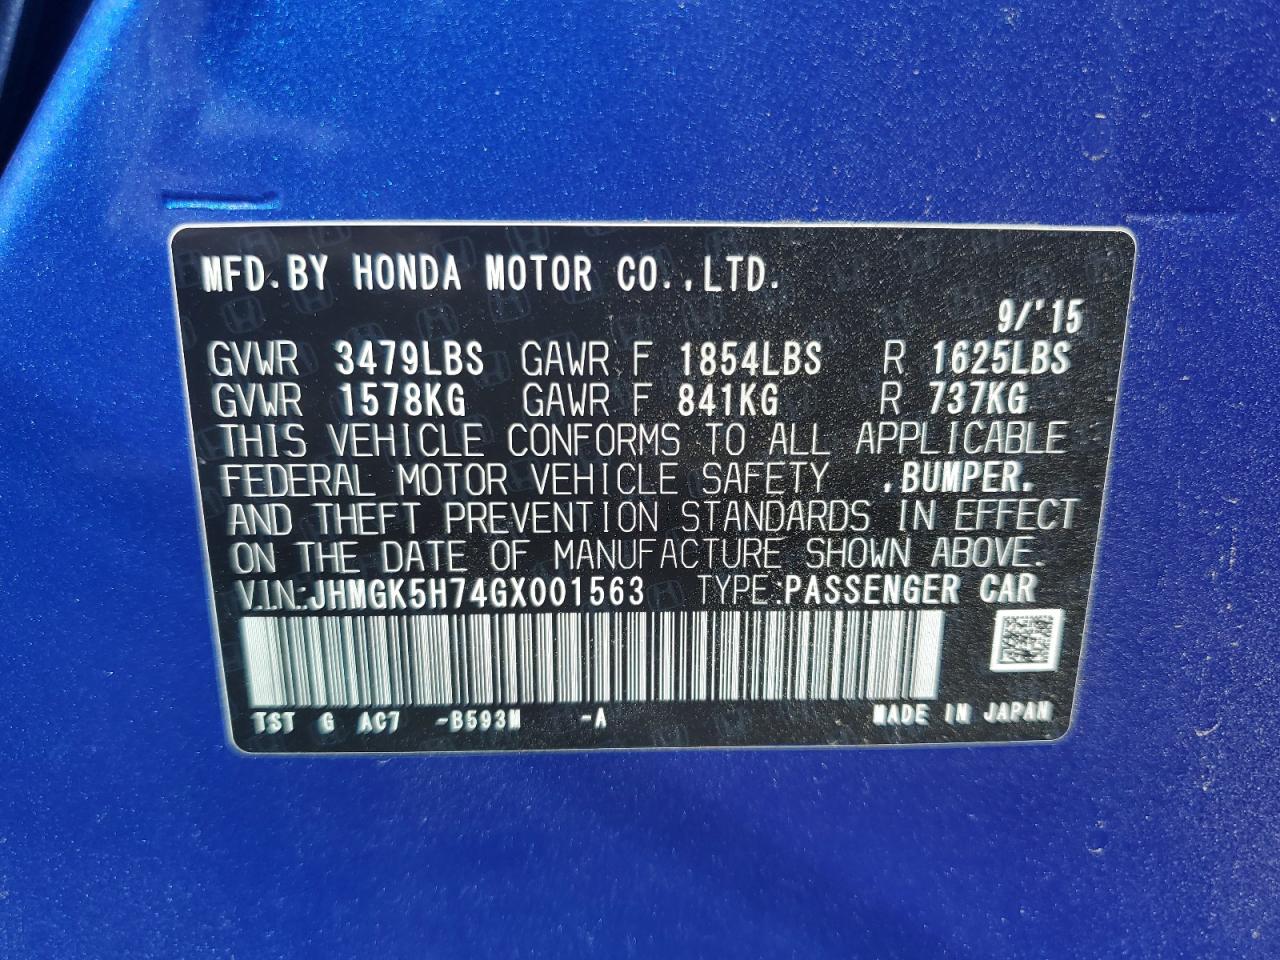 MFD.BY HONDA MOTOR CO.,LTD.
9/'15
GVWR 3479LBS GAWR F 1854LBS R 1625LBS
GVWR 1578KG GAWR F 841KG R 737KG
THIS VEHICLE CONFORMS TO ALL APPLICABLE
FEDERAL MOTOR VEHICLE SAFETY ,BUMPER,
AND THEFT PREVENTION STANDARDS IN EFFECT
ON THE DATE OF MANUFACTURE SHOWN ABOVE.
V.I.N.:JHMGK5H74GX001563 TYPE:PASSENGER CAR
TST G AC7 -B593M -A MADE IN JAPAN